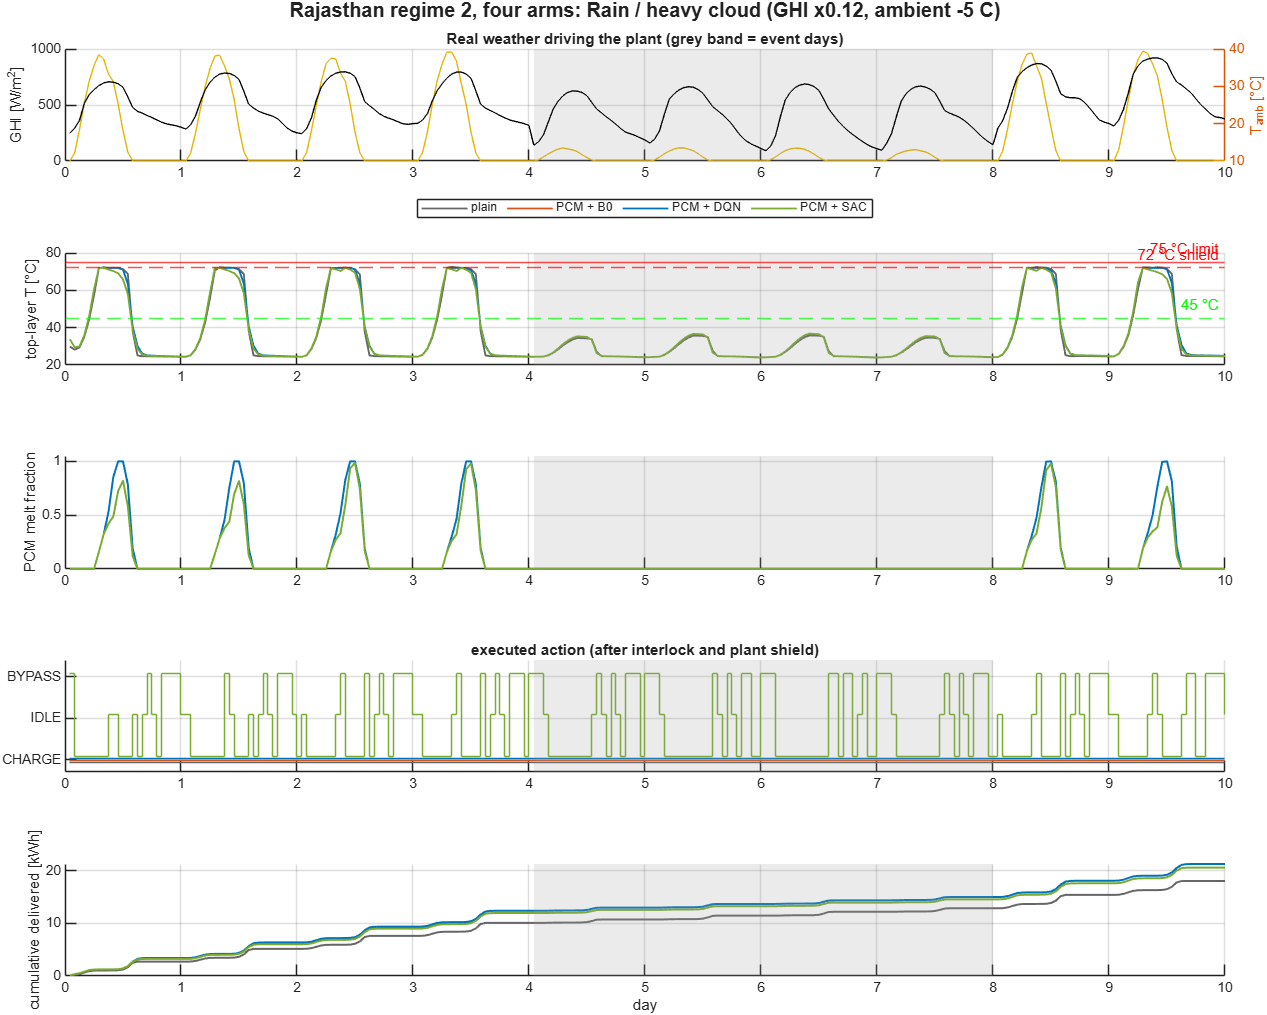 Rajasthan regime 2, four arms: Rain / heavy cloud (GHI x0.12, ambient -5 C)
Real weather driving the plant (grey band = event days)
GHI [W/m²]
1000
500
0
40
30
20
10
T_amb [°C]
0 1 2 3 4 5 6 7 8 9 10
plain PCM + B0 PCM + DQN PCM + SAC
top-layer T [°C]
80
60
40
20
75 °C limit
72 °C shield
45 °C
0 1 2 3 4 5 6 7 8 9 10
PCM melt fraction
1
0.5
0
0 1 2 3 4 5 6 7 8 9 10
executed action (after interlock and plant shield)
BYPASS
IDLE
CHARGE
0 1 2 3 4 5 6 7 8 9 10
cumulative delivered [kWh]
20
10
0
0 1 2 3 4 5 6 7 8 9 10
day